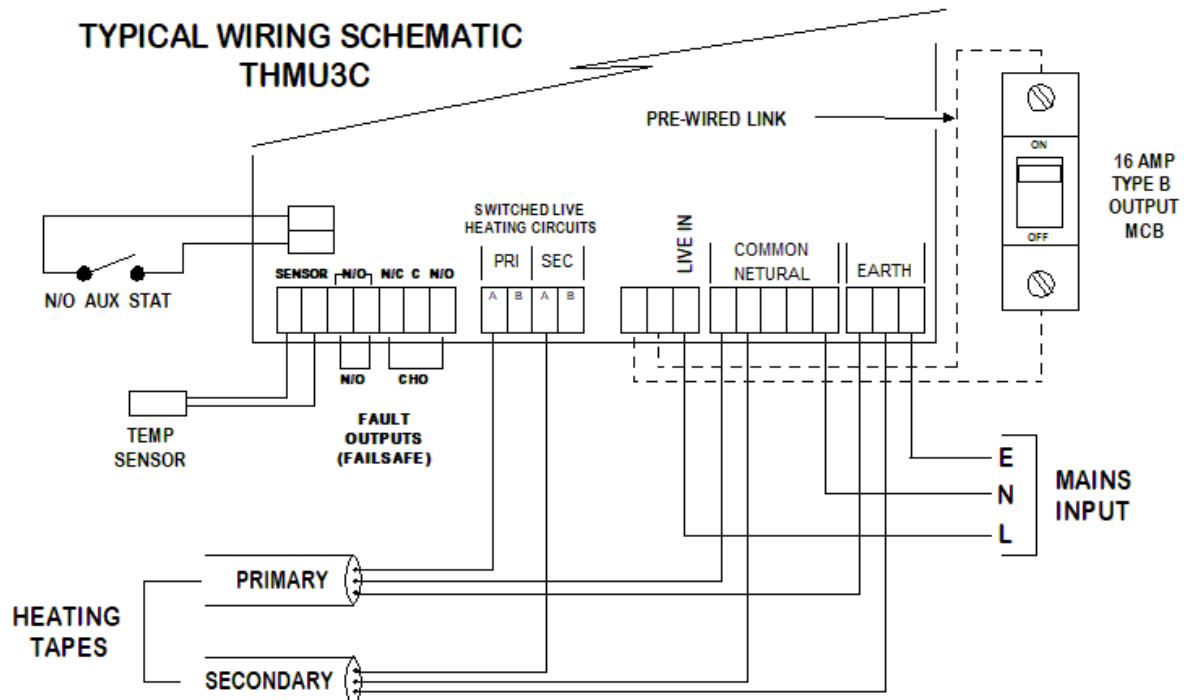 TYPICAL WIRING SCHEMATIC
THMU3C
PRE-WIRED LINK
ON
OFF
16 AMP
TYPE B
OUTPUT
MCB
SWITCHED LIVE
HEATING CIRCUITS
PRI SEC
A B A B
LIVE IN
COMMON
NETURAL
EARTH
N/O AUX STAT
SENSOR N/O N/C C N/O
N/O CHO
FAULT
OUTPUTS
(FAILSAFE)
TEMP
SENSOR
E
N
L
MAINS
INPUT
HEATING
TAPES
PRIMARY
SECONDARY